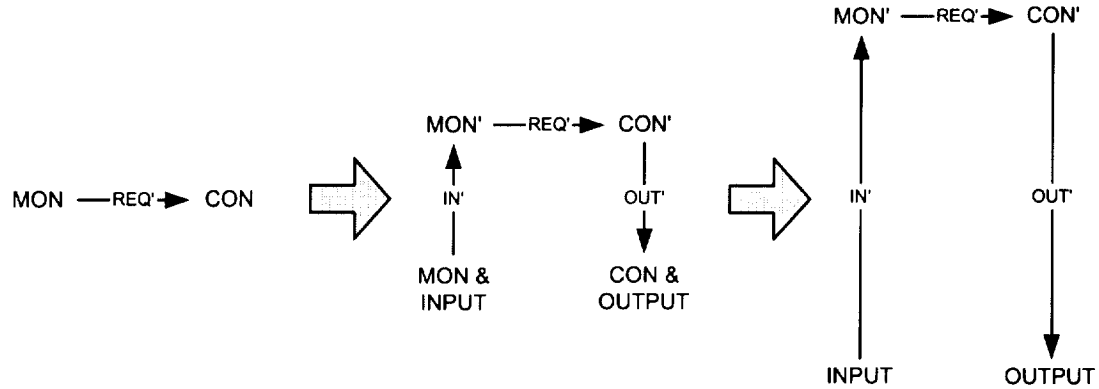 MON REQ' CON
MON' REQ' CON'
IN' OUT'
MON & CON &
INPUT OUTPUT
MON' REQ' CON'
IN' OUT'
INPUT OUTPUT